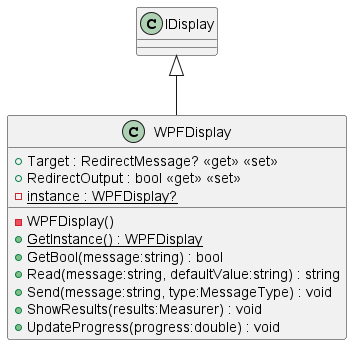 C IDisplay
C WPFDisplay
Target : RedirectMessage? «get» «set»
RedirectOutput : bool «get» «set»
instance : WPFDisplay?
WPFDisplay()
GetInstance() : WPFDisplay
GetBool(message:string) : bool
Read(message:string, defaultValue:string) : string
Send(message:string, type:MessageType) : void
ShowResults(results:Measurer) : void
UpdateProgress(progress:double) : void